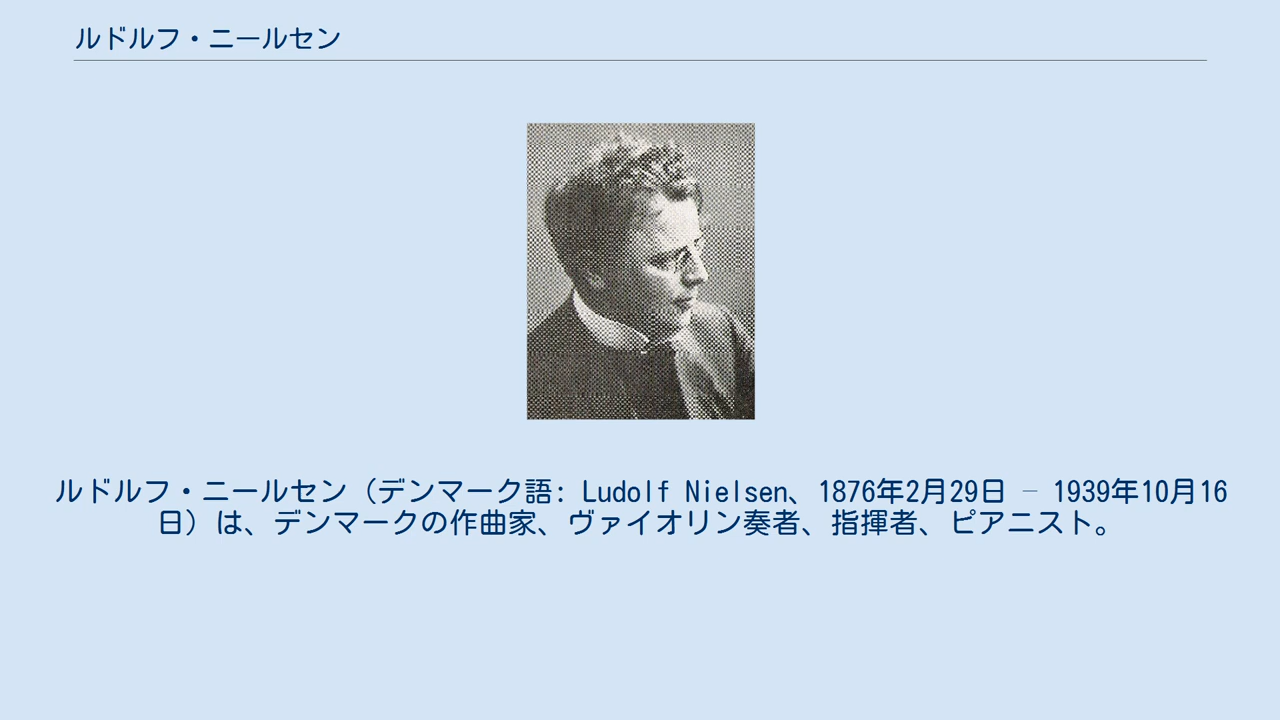 ルドルフ・ニールセン
ルドルフ・ニールセン（デンマーク語: Ludolf Nielsen、1876年2月29日 – 1939年10月16
日）は、デンマークの作曲家、ヴァイオリン奏者、指揮者、ピアニスト。